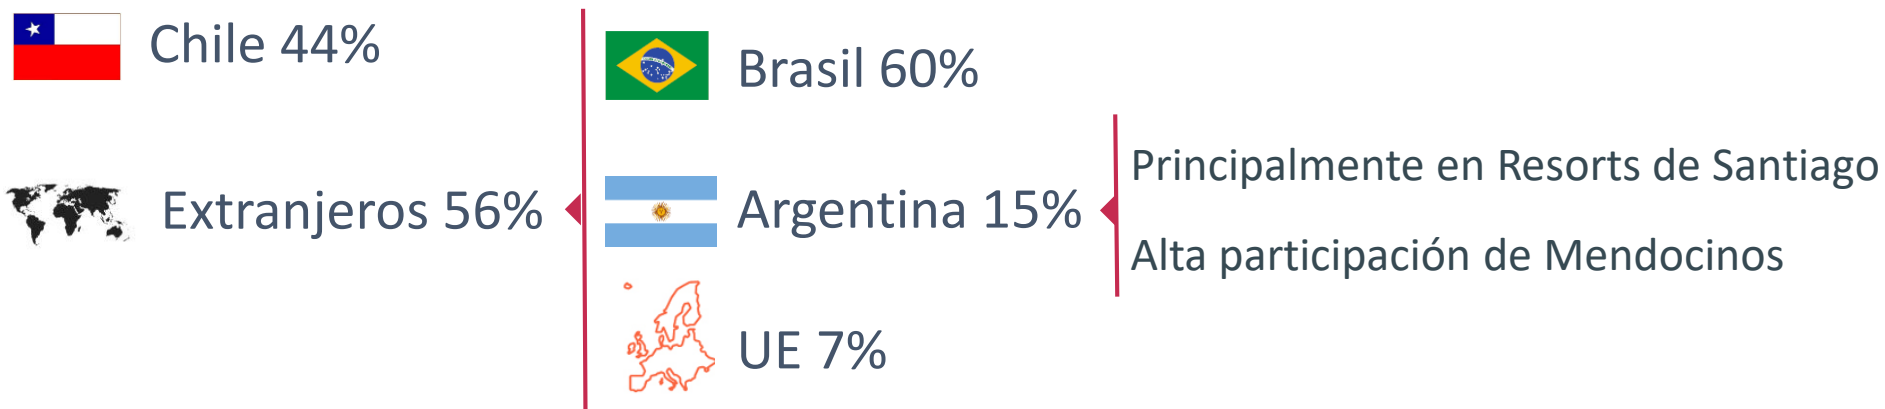 Chile 44%
Extranjeros 56%
Brasil 60%
Argentina 15%
UE 7%
Principalmente en Resorts de Santiago
Alta participación de Mendocinos